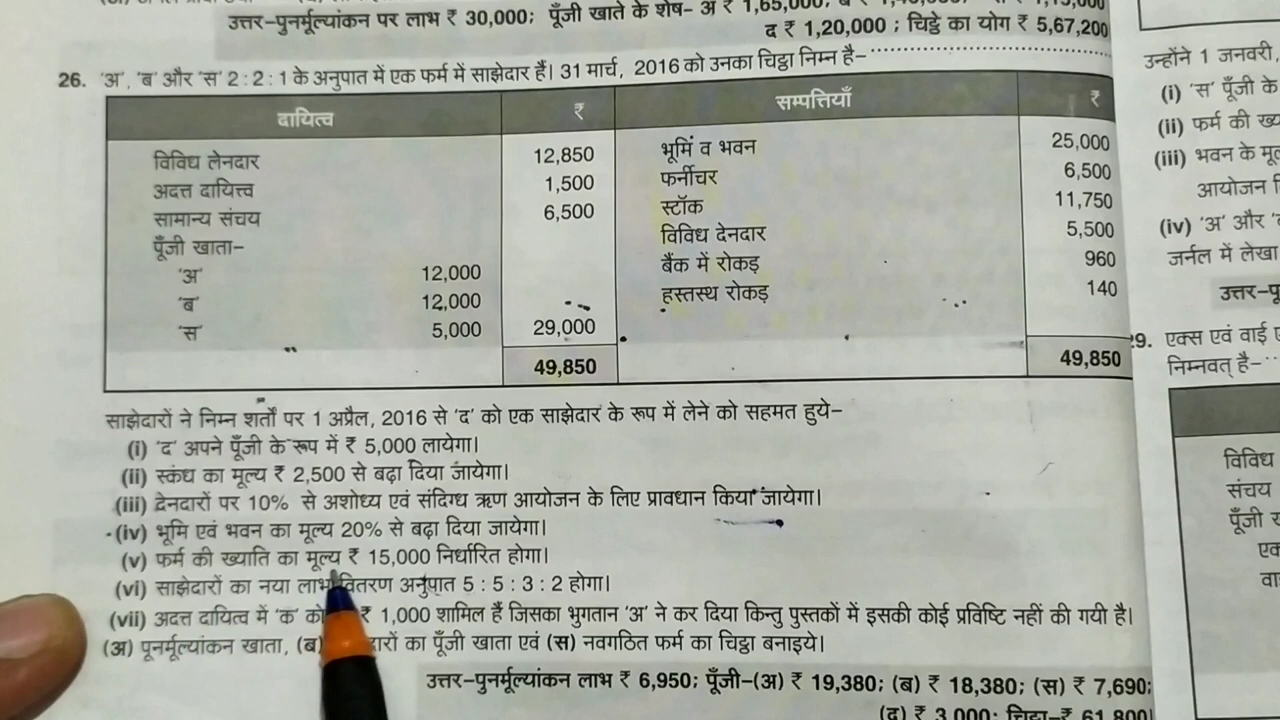 उत्तर-पुनर्मूल्यांकन पर लाभ ₹ 30,000; पूँजी खाते के शेष- अ ₹ 1,65,000;
द ₹ 1,20,000 ; चिट्ठे का योग ₹ 5,67,200
26. 'अ', 'ब' और 'स' 2 : 2 : 1 के अनुपात में एक फर्म में साझेदार हैं। 31 मार्च, 2016 को उनका चिट्ठा निम्न है-
दायित्व ₹ सम्पत्तियाँ ₹
विविध लेनदार 12,850 भूमि व भवन 25,000
अदत्त दायित्त्व 1,500 फर्नीचर 6,500
सामान्य संचय 6,500 स्टॉक 11,750
पूँजी खाता- विविध देनदार 5,500
'अ' 12,000 बैंक में रोकड़ 960
'ब' 12,000 हस्तस्थ रोकड़ 140
'स' 5,000 29,000
49,850 49,850
साझेदारों ने निम्न शर्तों पर 1 अप्रैल, 2016 से 'द' को एक साझेदार के रूप में लेने को सहमत हुये-
(i) 'द' अपने पूँजी के रूप में ₹ 5,000 लायेगा।
(ii) स्कंध का मूल्य ₹ 2,500 से बढ़ा दिया जायेगा।
(iii) देनदारों पर 10% से अशोध्य एवं संदिग्ध ऋण आयोजन के लिए प्रावधान किया जायेगा।
(iv) भूमि एवं भवन का मूल्य 20% से बढ़ा दिया जायेगा।
(v) फर्म की ख्याति का मूल्य ₹ 15,000 निर्धारित होगा।
(vi) साझेदारों का नया लाभ वितरण अनुपात 5 : 5 : 3 : 2 होगा।
(vii) अदत्त दायित्व में 'क' को ₹ 1,000 शामिल हैं जिसका भुगतान 'अ' ने कर दिया किन्तु पुस्तकों में इसकी कोई प्रविष्टि नहीं की गयी है।
(अ) पूनर्मूल्यांकन खाता, (ब) दारों का पूँजी खाता एवं (स) नवगठित फर्म का चिट्ठा बनाइये।
उत्तर-पुनर्मूल्यांकन लाभ ₹ 6,950; पूँजी-(अ) ₹ 19,380; (ब) ₹ 18,380; (स) ₹ 7,690;
(द) ₹ 3,000; चिट्ठा-₹ 61,800।
उन्होंने 1 जनवरी,
(i) 'स' पूँजी के
(ii) फर्म की
(iii) भवन के
आयोजन
(iv) 'अ' और
जर्नल में लेखा
29. एक्स एवं वाई
निम्नवत् है-
विविध
संचय
पूँजी